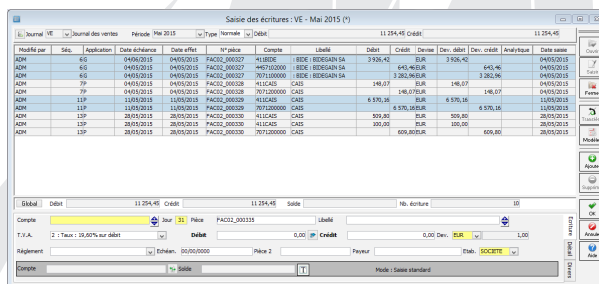 Saisie des écritures : VE - Mai 2015 (*)
Journal VE Journal des ventes Période Mai 2015 Type Normale Débit 11 254,45 Crédit 11 254,45
Modifié par Séq. Application Date échéance Date effet N° pièce Compte Libellé Débit Crédit Devise Dev. débit Dev. crédit Analytique Date saisie
ADM 6 G 04/06/2015 04/05/2015 FAC02_000327 411BIDE : BIDE : BIDEGAIN SA 3 926,42 EUR 3 926,42 04/05/2015
ADM 6 G 04/05/2015 04/05/2015 FAC02_000327 4457102000 : BIDE : BIDEGAIN SA 643,46 EUR 643,46 04/05/2015
ADM 6 G 04/05/2015 04/05/2015 FAC02_000327 7071100000 : BIDE : BIDEGAIN SA 3 282,96 EUR 3 282,96 04/05/2015
ADM 7 P 04/05/2015 04/05/2015 FAC02_000328 411CAIS CAIS 148,07 EUR 148,07 04/05/2015
ADM 7 P 04/05/2015 04/05/2015 FAC02_000328 7071200000 CAIS 148,07 EUR 148,07 04/05/2015
ADM 11 P 11/05/2015 11/05/2015 FAC02_000329 411CAIS CAIS 6 570,16 EUR 6 570,16 11/05/2015
ADM 11 P 11/05/2015 11/05/2015 FAC02_000329 7071200000 CAIS 6 570,16 EUR 6 570,16 11/05/2015
ADM 13 P 28/05/2015 28/05/2015 FAC02_000330 411CAIS CAIS 509,80 EUR 509,80 28/05/2015
ADM 13 P 28/05/2015 28/05/2015 FAC02_000330 411CAIS CAIS 100,00 EUR 100,00 28/05/2015
ADM 13 P 28/05/2015 28/05/2015 FAC02_000330 7071200000 CAIS 609,80 EUR 609,80 28/05/2015
Global Débit 11 254,45 Crédit 11 254,45 Solde Nb. écriture 10
Compte Jour 31 Pièce FAC02_000335 Libellé
T.V.A. 2 : Taux : 19,60% sur débit Débit 0,00 Crédit 0,00 Dev. EUR 1,00
Réglement Echéan. 00/00/0000 Pièce 2 Payeur Etab. SOCIETE
Compte Solde T Mode : Saisie standard
Ecriture
Détail
Divers
Ferme
Modèle
Ajoute
OK
Annule
Aide